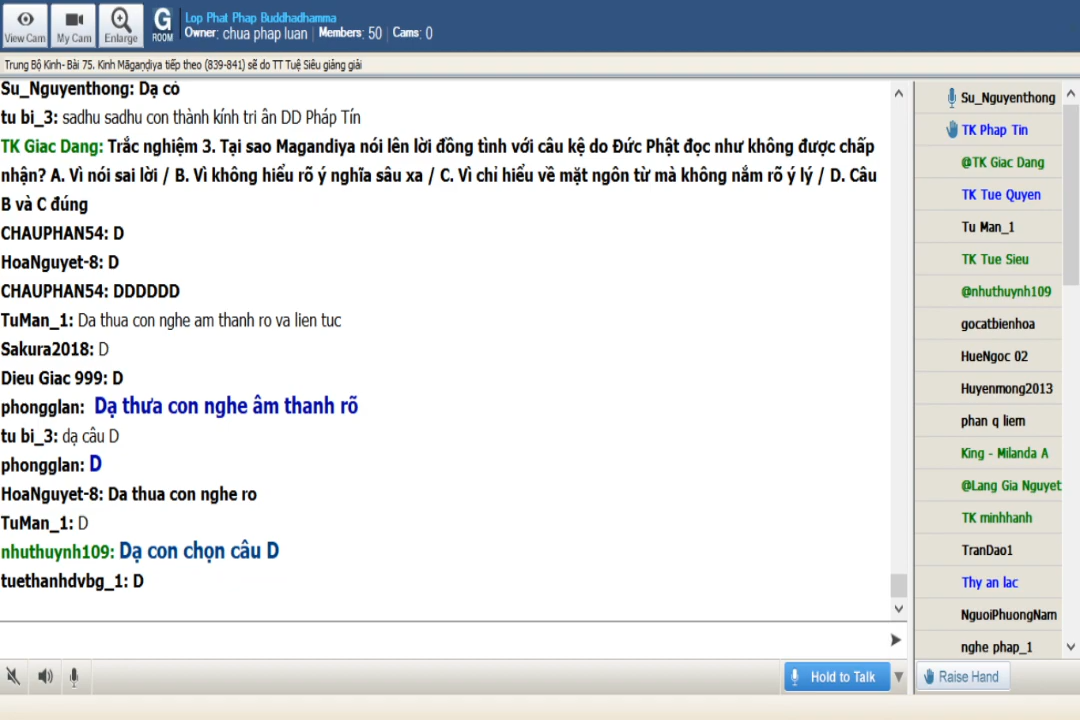 View Cam
My Cam
Enlarge
G ROOM
Lop Phat Phap Buddhadhamma
Owner: chua phap luan | Members: 50 | Cams: 0
Trung Bộ Kinh- Bài 75. Kinh Māgaṇḍiya tiếp theo (839-841) sẽ do TT Tuệ Siêu giảng giải
Su_Nguyenthong: Dạ có
tu bi_3: sadhu sadhu con thành kính tri ân DD Pháp Tín
TK Giac Dang: Trắc nghiệm 3. Tại sao Magandiya nói lên lời đồng tình với câu kệ do Đức Phật đọc như không được chấp
nhận? A. Vì nói sai lời / B. Vì không hiểu rõ ý nghĩa sâu xa / C. Vì chỉ hiểu về mặt ngôn từ mà không nắm rõ ý lý / D. Câu
B và C đúng
CHAUPHAN54: D
HoaNguyet-8: D
CHAUPHAN54: DDDDDD
TuMan_1: Da thua con nghe am thanh ro va lien tuc
Sakura2018: D
Dieu Giac 999: D
phongglan: Dạ thưa con nghe âm thanh rõ
tu bi_3: dạ câu D
phongglan: D
HoaNguyet-8: Da thua con nghe ro
TuMan_1: D
nhuthuynh109: Dạ con chọn câu D
tuethanhdvbg_1: D
Su_Nguyenthong
TK Phap Tin
@TK Giac Dang
TK Tue Quyen
Tu Man_1
TK Tue Sieu
@nhuthuynh109
gocatbienhoa
HueNgoc 02
Huyenmong2013
phan q liem
King - Milanda A
@Lang Gia Nguyet
TK minhhanh
TranDao1
Thy an lac
NguoiPhuongNam
nghe phap_1
Hold to Talk
Raise Hand